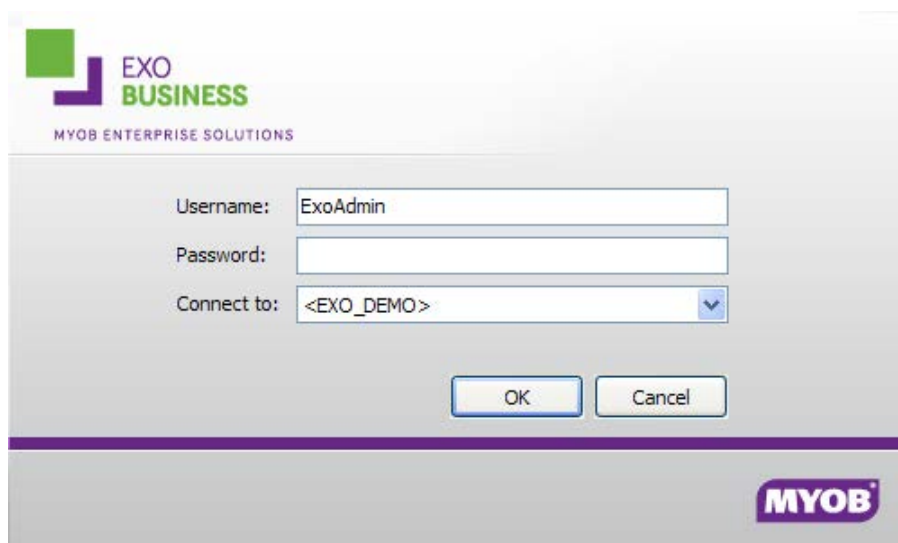 EXO
BUSINESS
MYOB ENTERPRISE SOLUTIONS
Username: ExoAdmin
Password:
Connect to: <EXO_DEMO>
OK Cancel
MYOB